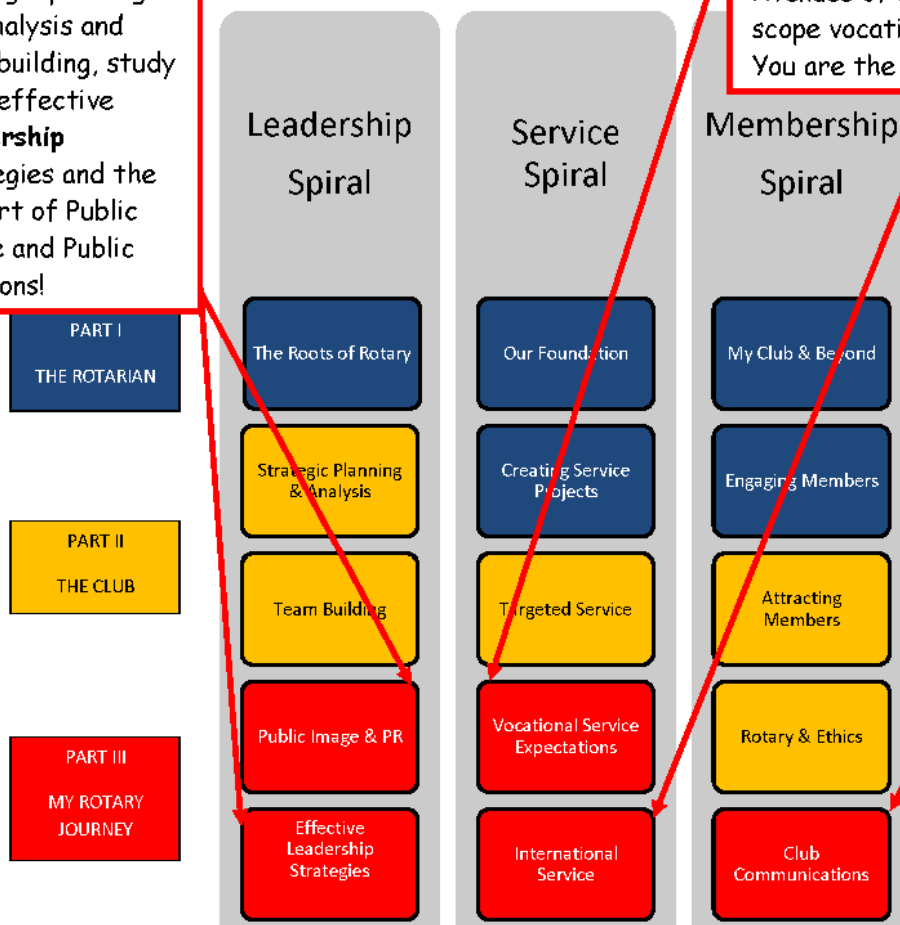 nalysis and
building, study
effective
rship
egies and the
rt of Public
e and Public
ons!
scope vocati
You are the
Leadership
Spiral
Service
Spiral
Membership
Spiral
PART I
THE ROTARIAN
The Roots of Rotary
Our Foundation
My Club & Beyond
Strategic Planning
& Analysis
Creating Service
Projects
Engaging Members
PART II
THE CLUB
Team Building
Targeted Service
Attracting
Members
PART III
MY ROTARY
JOURNEY
Public Image & PR
Vocational Service
Expectations
Rotary & Ethics
Effective
Leadership
Strategies
International
Service
Club
Communications